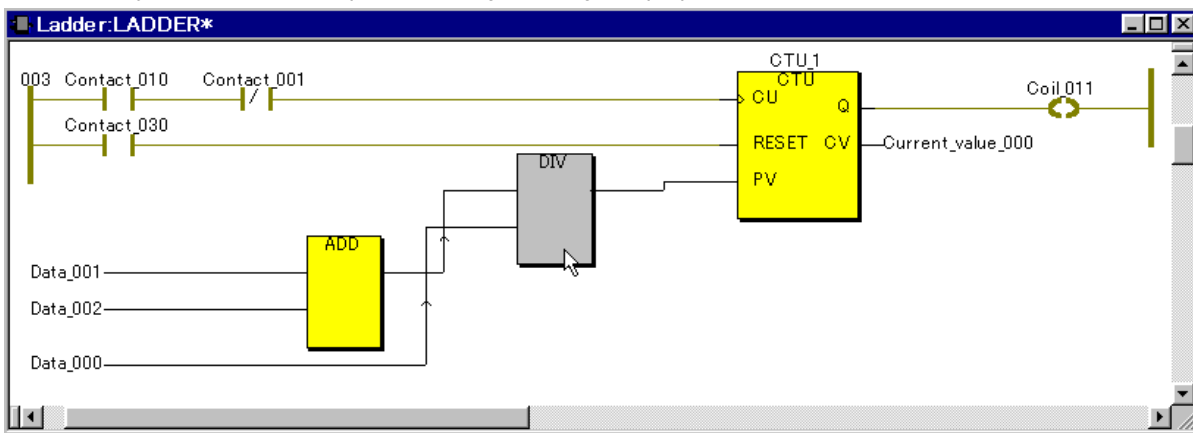 Ladder:LADDER*
CTU_1
003 Contact_010 Contact_001 CTU Coil_011
CU Q
Contact_030
RESET CV Current_value_000
DIV
PV
ADD
Data_001
Data_002
Data_000